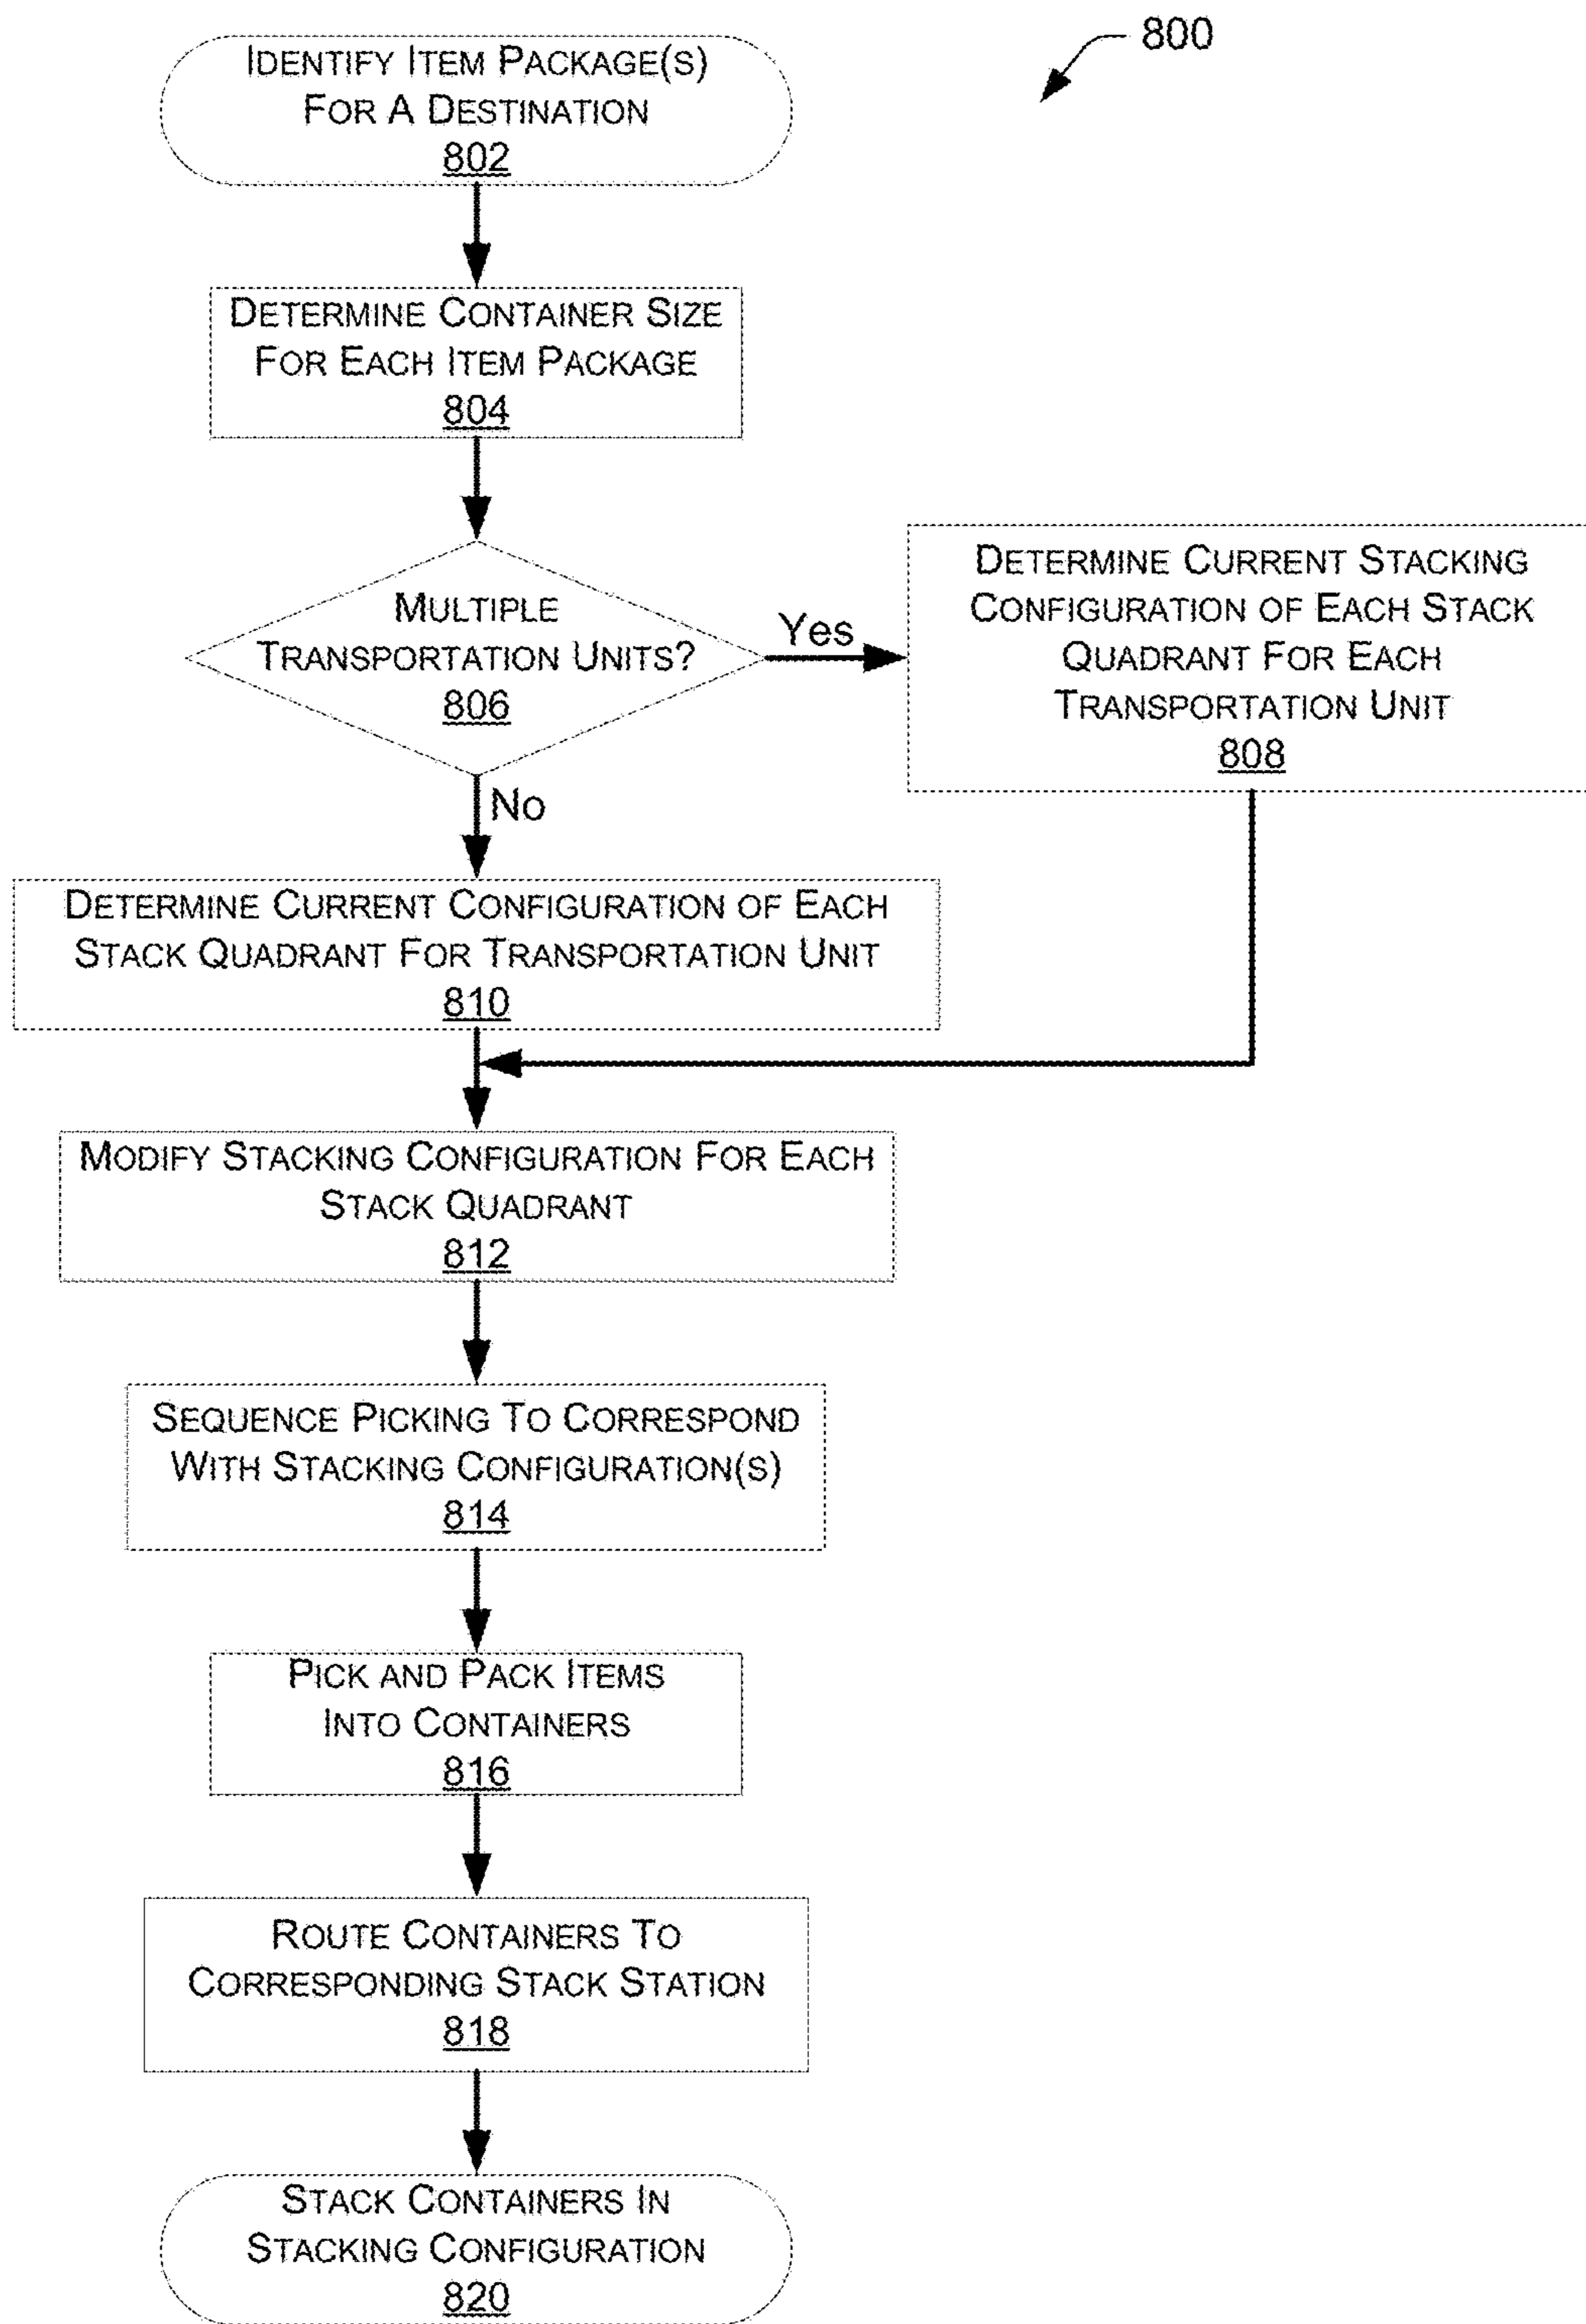 800
IDENTIFY ITEM PACKAGE(S)
FOR A DESTINATION
802
DETERMINE CONTAINER SIZE
FOR EACH ITEM PACKAGE
804
MULTIPLE
TRANSPORTATION UNITS?
806
Yes
DETERMINE CURRENT STACKING
CONFIGURATION OF EACH STACK
QUADRANT FOR EACH
TRANSPORTATION UNIT
808
No
DETERMINE CURRENT CONFIGURATION OF EACH
STACK QUADRANT FOR TRANSPORTATION UNIT
810
MODIFY STACKING CONFIGURATION FOR EACH
STACK QUADRANT
812
SEQUENCE PICKING TO CORRESPOND
WITH STACKING CONFIGURATION(S)
814
PICK AND PACK ITEMS
INTO CONTAINERS
816
ROUTE CONTAINERS TO
CORRESPONDING STACK STATION
818
STACK CONTAINERS IN
STACKING CONFIGURATION
820